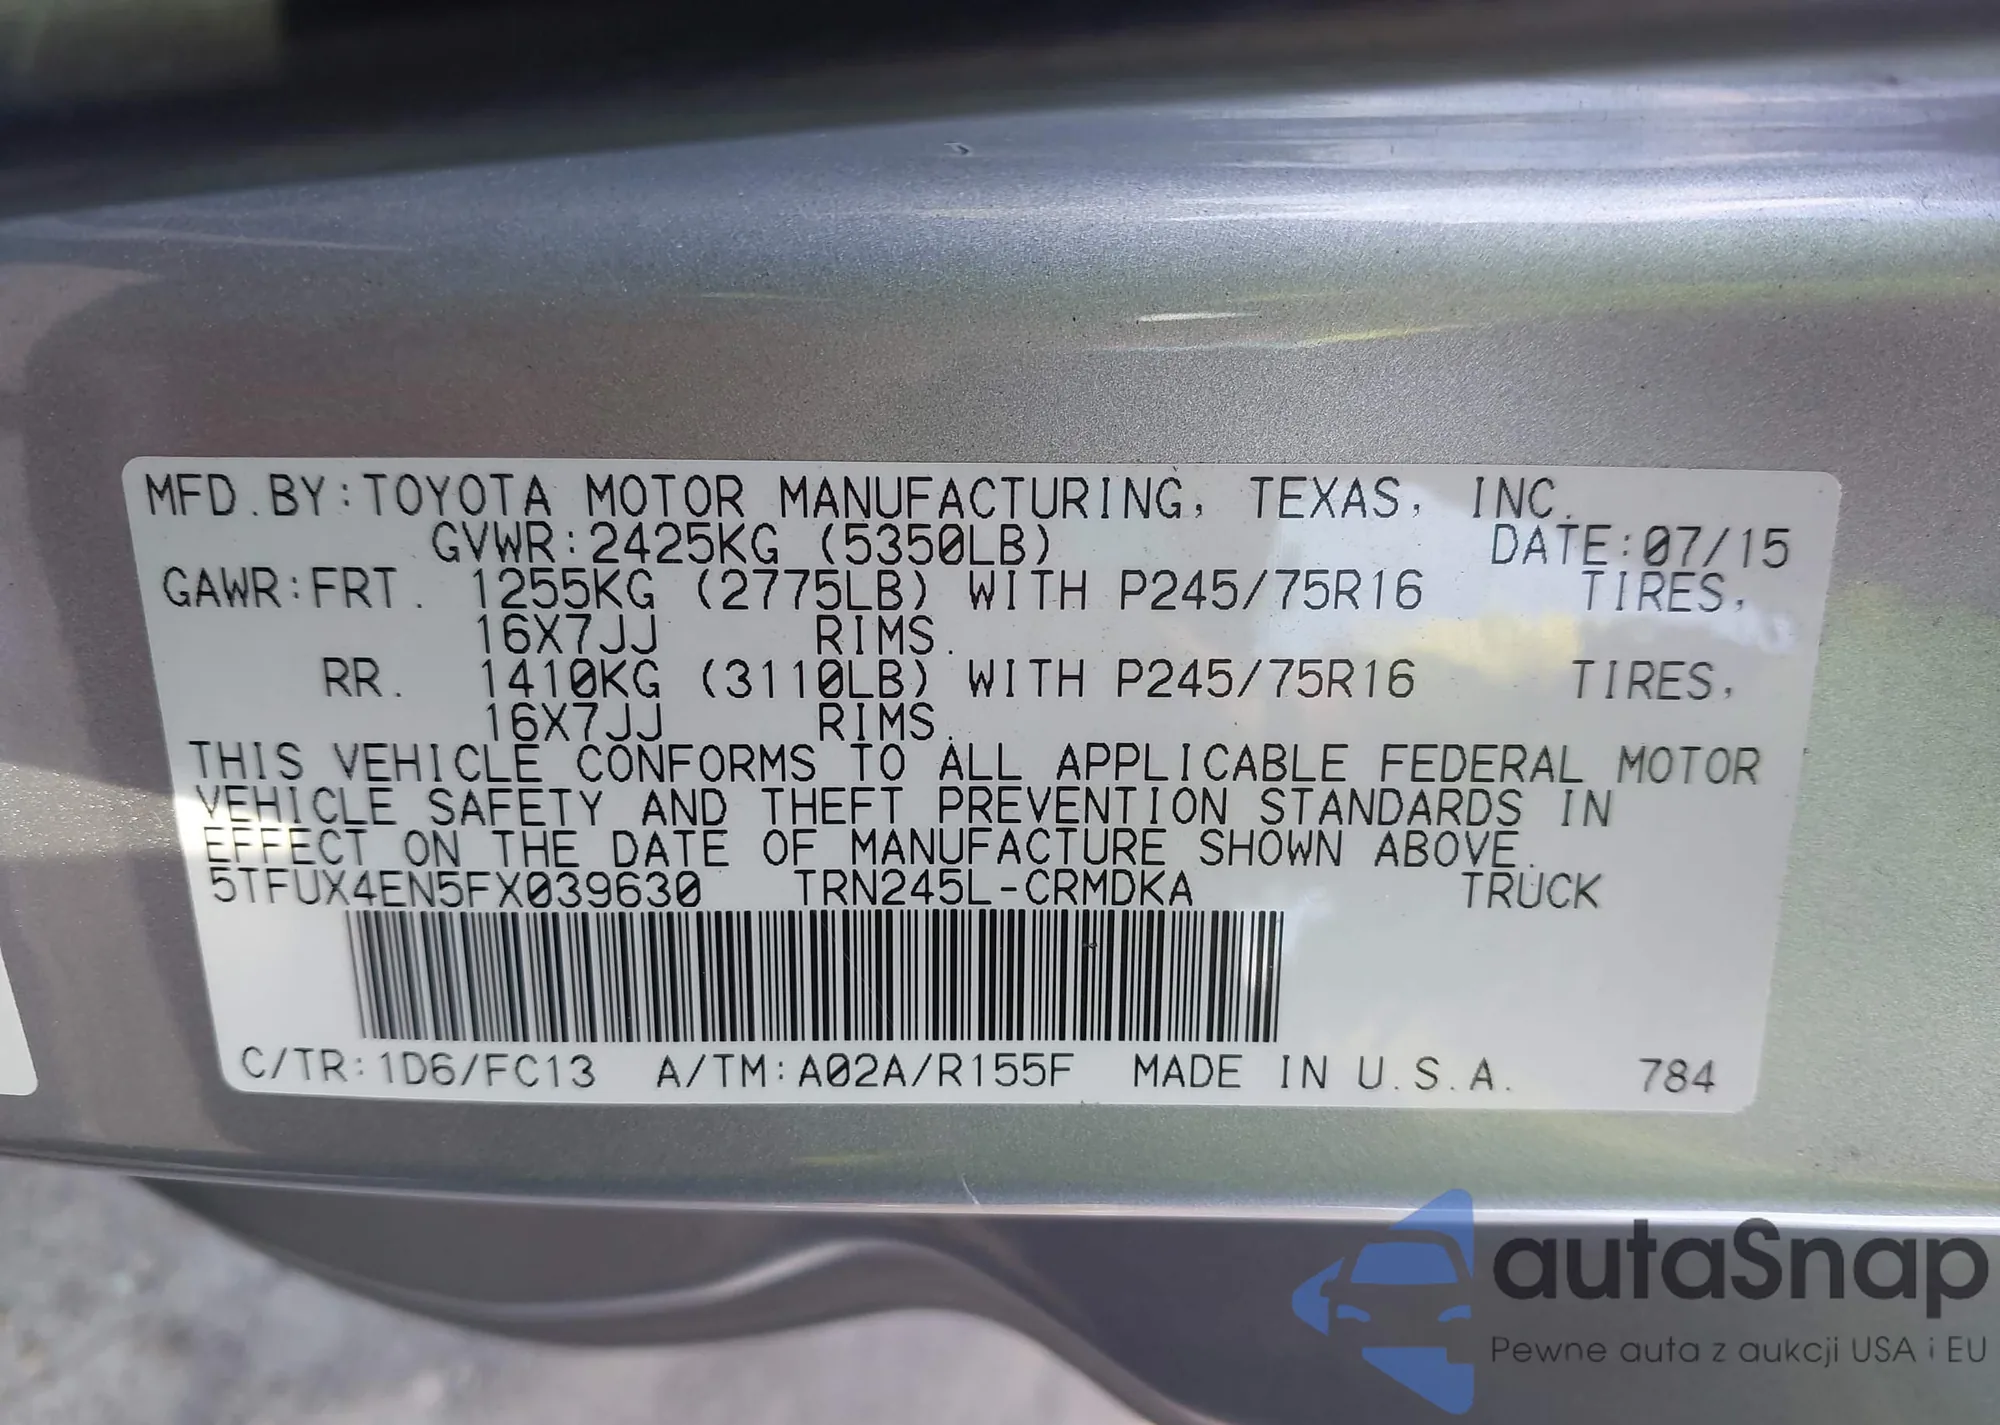 MFD.BY:TOYOTA MOTOR MANUFACTURING, TEXAS, INC.
GVWR:2425KG (5350LB) DATE:07/15
GAWR:FRT. 1255KG (2775LB) WITH P245/75R16 TIRES,
16X7JJ RIMS.
RR. 1410KG (3110LB) WITH P245/75R16 TIRES,
16X7JJ RIMS.
THIS VEHICLE CONFORMS TO ALL APPLICABLE FEDERAL MOTOR
VEHICLE SAFETY AND THEFT PREVENTION STANDARDS IN
EFFECT ON THE DATE OF MANUFACTURE SHOWN ABOVE.
5TFUX4EN5FX039630 TRN245L-CRMDKA TRUCK
C/TR:1D6/FC13 A/TM:A02A/R155F MADE IN U.S.A. 784
autaSnap
Pewne auta z aukcji USA i EU